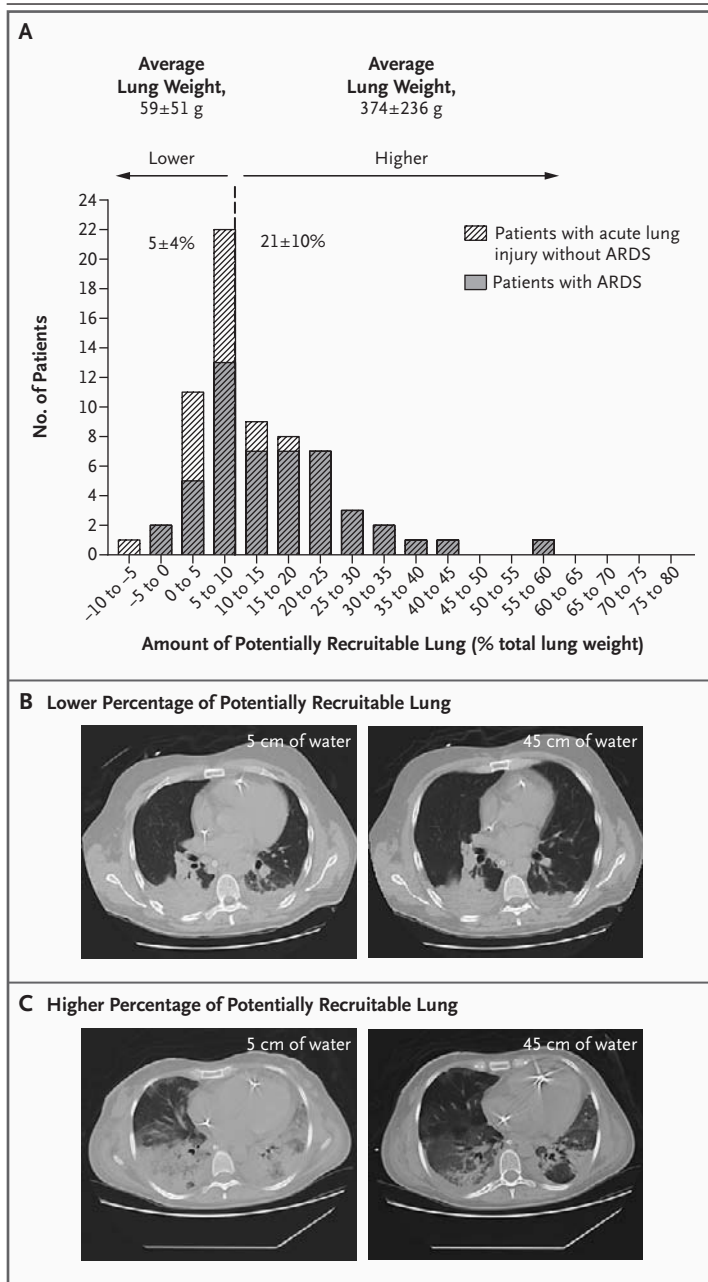 A
Average
Lung Weight,
59±51 g
Average
Lung Weight,
374±236 g
Lower
Higher
24
22
20
18
16
14
12
10
8
6
4
2
0
No. of Patients
5±4%
21±10%
Patients with acute lung
injury without ARDS
Patients with ARDS
–10 to –5
–5 to 0
0 to 5
5 to 10
10 to 15
15 to 20
20 to 25
25 to 30
30 to 35
35 to 40
40 to 45
45 to 50
50 to 55
55 to 60
60 to 65
65 to 70
70 to 75
75 to 80
Amount of Potentially Recruitable Lung (% total lung weight)
B Lower Percentage of Potentially Recruitable Lung
5 cm of water
45 cm of water
C Higher Percentage of Potentially Recruitable Lung
5 cm of water
45 cm of water